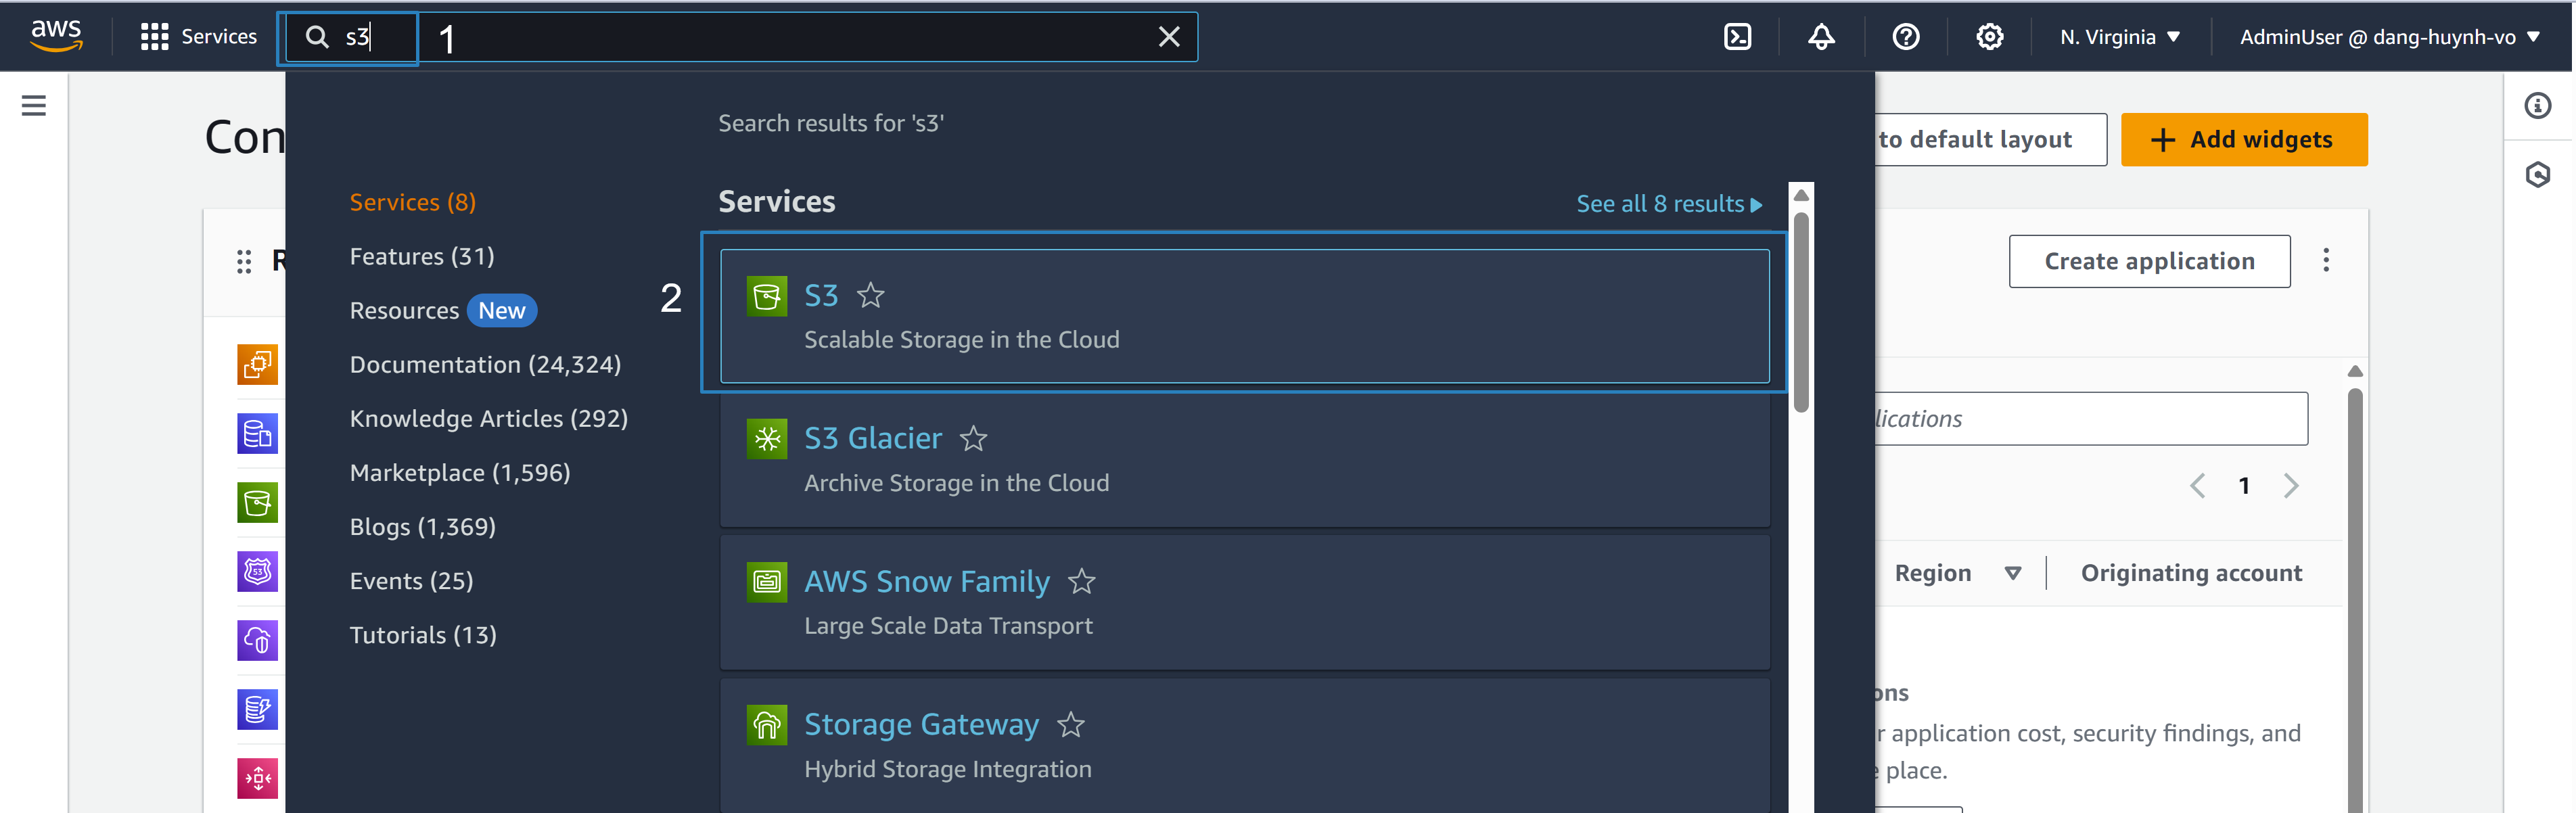 aws
Services
s3
1
N. Virginia
AdminUser @ dang-huynh-vo
Con
Search results for 's3'
to default layout
Add widgets
Services (8)
Features (31)
Resources New
Documentation (24,324)
Knowledge Articles (292)
Marketplace (1,596)
Blogs (1,369)
Events (25)
Tutorials (13)
Services
See all 8 results
2
S3
Scalable Storage in the Cloud
S3 Glacier
Archive Storage in the Cloud
AWS Snow Family
Large Scale Data Transport
Storage Gateway
Hybrid Storage Integration
R
53
Create application
lications
1
Region
Originating account
ons
r application cost, security findings, and
e place.